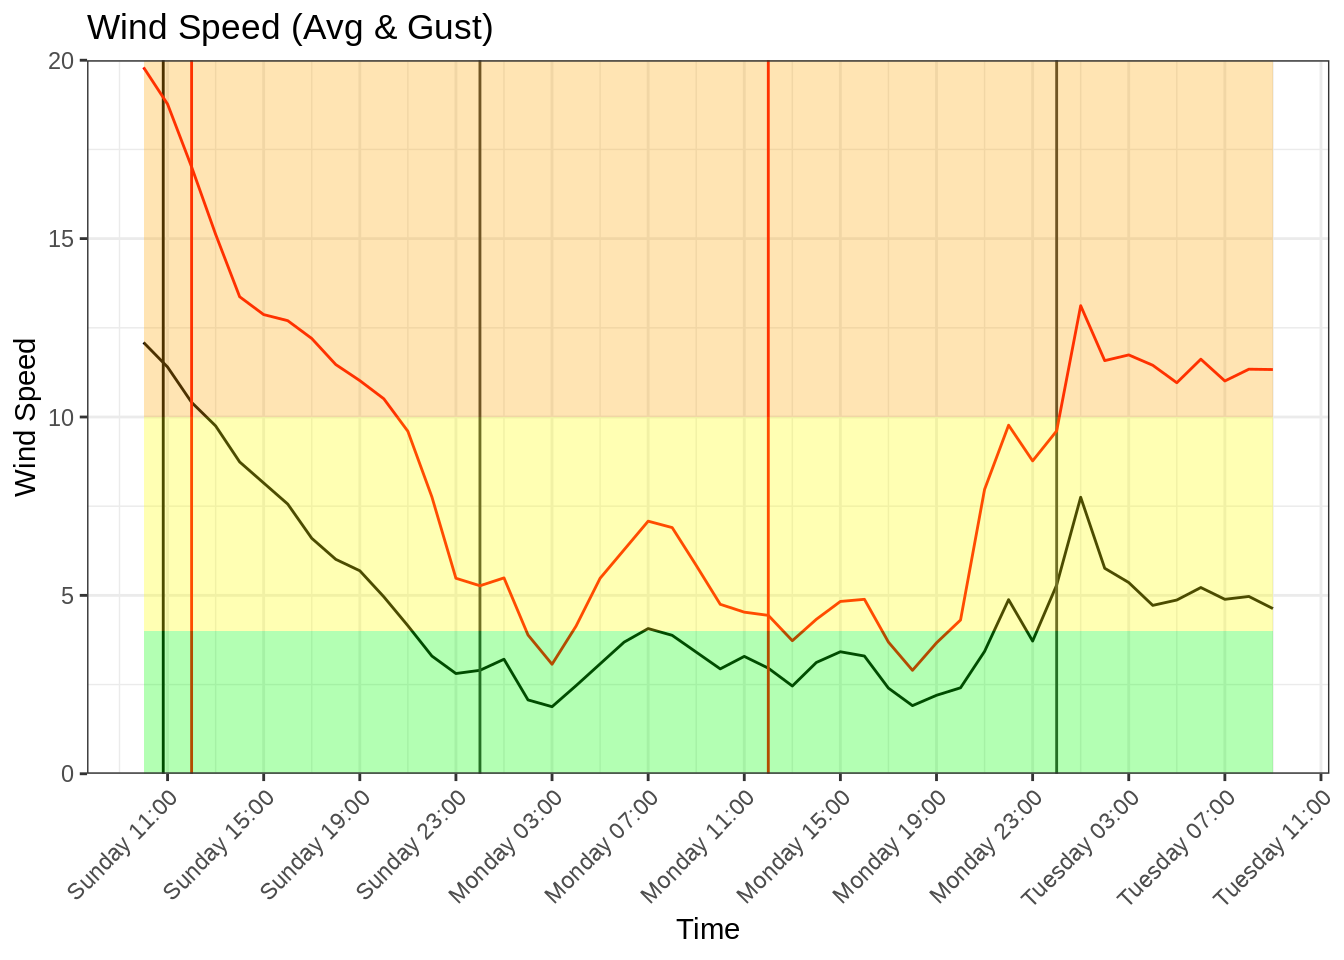 Wind Speed (Avg & Gust)
20
15
10
5
0
Wind Speed
Sunday 11:00
Sunday 15:00
Sunday 19:00
Sunday 23:00
Monday 03:00
Monday 07:00
Monday 11:00
Monday 15:00
Monday 19:00
Monday 23:00
Tuesday 03:00
Tuesday 07:00
Tuesday 11:00
Time